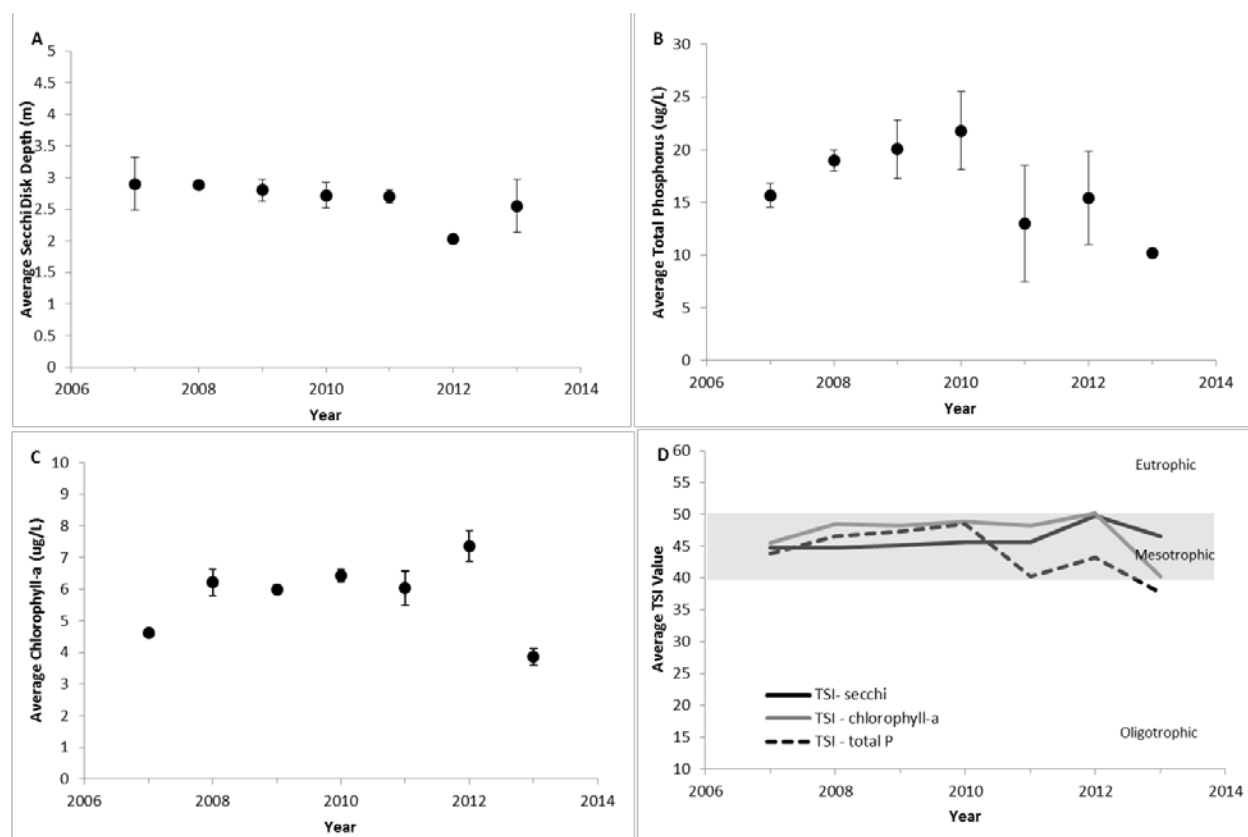 A
Average SecchiDisk Depth (m)
5
4.5
4
3.5
3
2.5
2
1.5
1
0.5
0
2006 2008 2010 2012 2014
Year
B
Average Total Phosphorus (ug/L)
30
25
20
15
10
5
0
2006 2008 2010 2012 2014
Year
C
Average Chlorophyll-a (ug/L)
10
9
8
7
6
5
4
3
2
1
0
2006 2008 2010 2012 2014
Year
D
Average TSI Value
60
55
50
45
40
35
30
25
20
15
10
Eutrophic
Mesotrophic
Oligotrophic
TSI- secchi
TSI - chlorophyll-a
TSI - total P
2006 2008 2010 2012 2014
Year